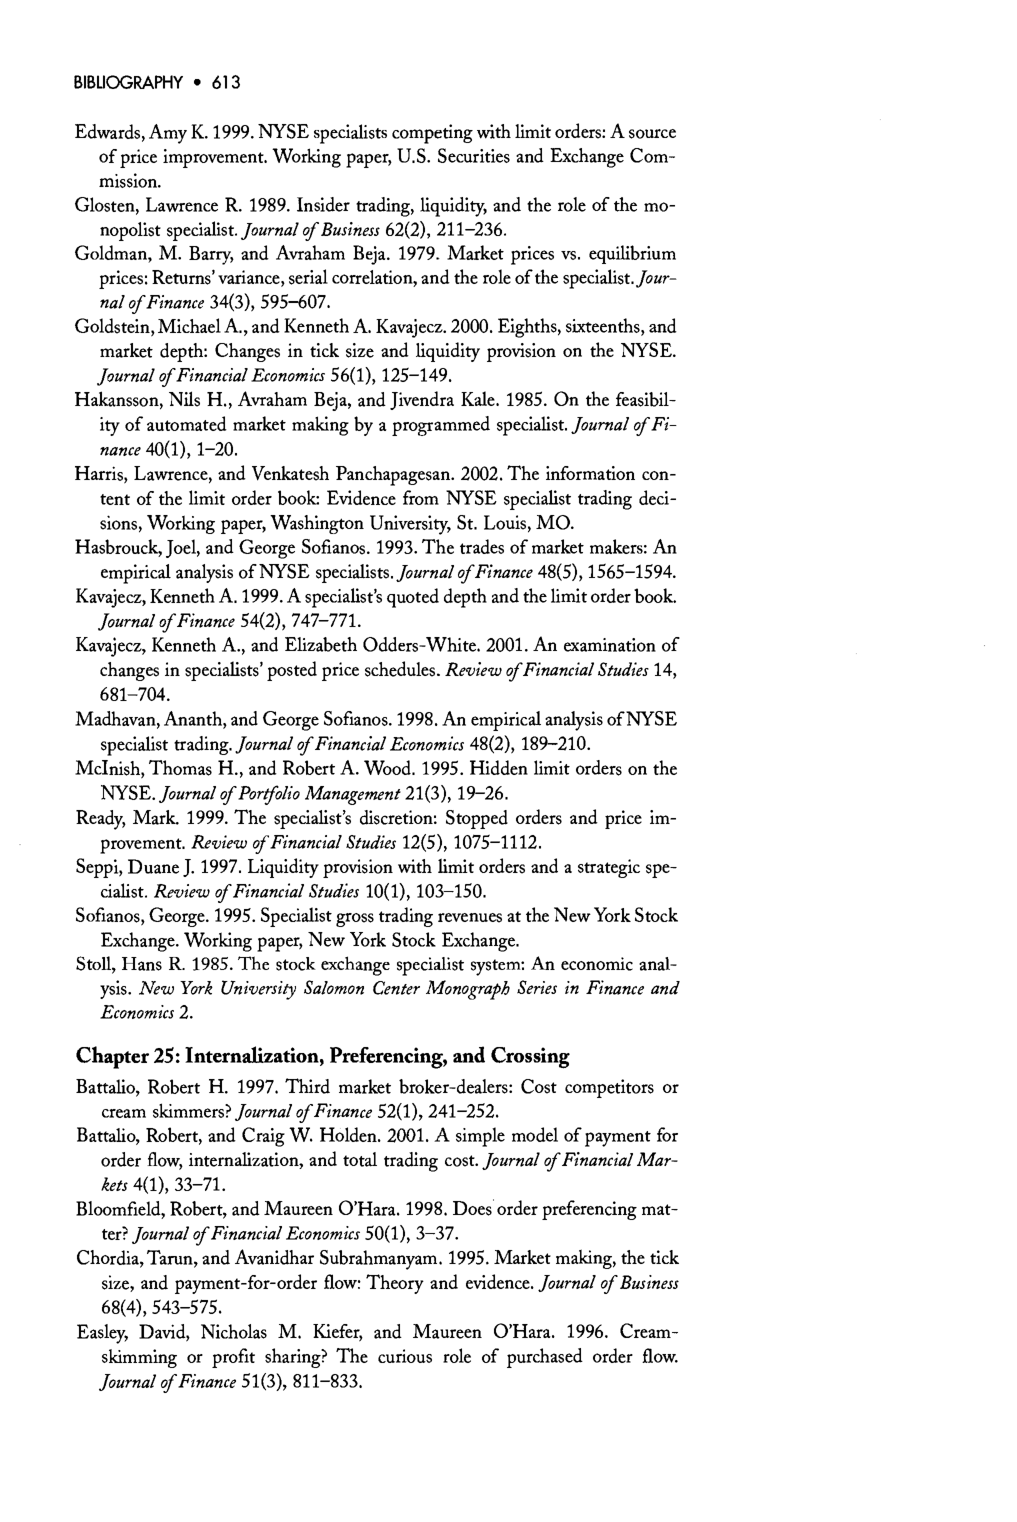 BIBLIOGRAPHY • 613
Edwards, Amy K. 1999. NYSE specialists competing with limit orders: A source
of price improvement. Working paper, U.S. Securities and Exchange Com-
mission.
Glosten, Lawrence R. 1989. Insider trading, liquidity, and the role of the mo-
nopolist specialist. Journal of Business 62(2), 211–236.
Goldman, M. Barry, and Avraham Beja. 1979. Market prices vs. equilibrium
prices: Returns' variance, serial correlation, and the role of the specialist. Jour-
nal of Finance 34(3), 595–607.
Goldstein, Michael A., and Kenneth A. Kavajecz. 2000. Eighths, sixteenths, and
market depth: Changes in tick size and liquidity provision on the NYSE.
Journal of Financial Economics 56(1), 125–149.
Hakansson, Nils H., Avraham Beja, and Jivendra Kale. 1985. On the feasibil-
ity of automated market making by a programmed specialist. Journal of Fi-
nance 40(1), 1–20.
Harris, Lawrence, and Venkatesh Panchapagesan. 2002. The information con-
tent of the limit order book: Evidence from NYSE specialist trading deci-
sions, Working paper, Washington University, St. Louis, MO.
Hasbrouck, Joel, and George Sofianos. 1993. The trades of market makers: An
empirical analysis of NYSE specialists. Journal of Finance 48(5), 1565–1594.
Kavajecz, Kenneth A. 1999. A specialist's quoted depth and the limit order book.
Journal of Finance 54(2), 747–771.
Kavajecz, Kenneth A., and Elizabeth Odders-White. 2001. An examination of
changes in specialists' posted price schedules. Review of Financial Studies 14,
681–704.
Madhavan, Ananth, and George Sofianos. 1998. An empirical analysis of NYSE
specialist trading. Journal of Financial Economics 48(2), 189–210.
McInish, Thomas H., and Robert A. Wood. 1995. Hidden limit orders on the
NYSE. Journal of Portfolio Management 21(3), 19–26.
Ready, Mark. 1999. The specialist's discretion: Stopped orders and price im-
provement. Review of Financial Studies 12(5), 1075–1112.
Seppi, Duane J. 1997. Liquidity provision with limit orders and a strategic spe-
cialist. Review of Financial Studies 10(1), 103–150.
Sofianos, George. 1995. Specialist gross trading revenues at the New York Stock
Exchange. Working paper, New York Stock Exchange.
Stoll, Hans R. 1985. The stock exchange specialist system: An economic anal-
ysis. New York University Salomon Center Monograph Series in Finance and
Economics 2.
Chapter 25: Internalization, Preferencing, and Crossing
Battalio, Robert H. 1997. Third market broker-dealers: Cost competitors or
cream skimmers? Journal of Finance 52(1), 241–252.
Battalio, Robert, and Craig W. Holden. 2001. A simple model of payment for
order flow, internalization, and total trading cost. Journal of Financial Mar-
kets 4(1), 33–71.
Bloomfield, Robert, and Maureen O'Hara. 1998. Does order preferencing mat-
ter? Journal of Financial Economics 50(1), 3–37.
Chordia, Tarun, and Avanidhar Subrahmanyam. 1995. Market making, the tick
size, and payment-for-order flow: Theory and evidence. Journal of Business
68(4), 543–575.
Easley, David, Nicholas M. Kiefer, and Maureen O'Hara. 1996. Cream-
skimming or profit sharing? The curious role of purchased order flow.
Journal of Finance 51(3), 811–833.